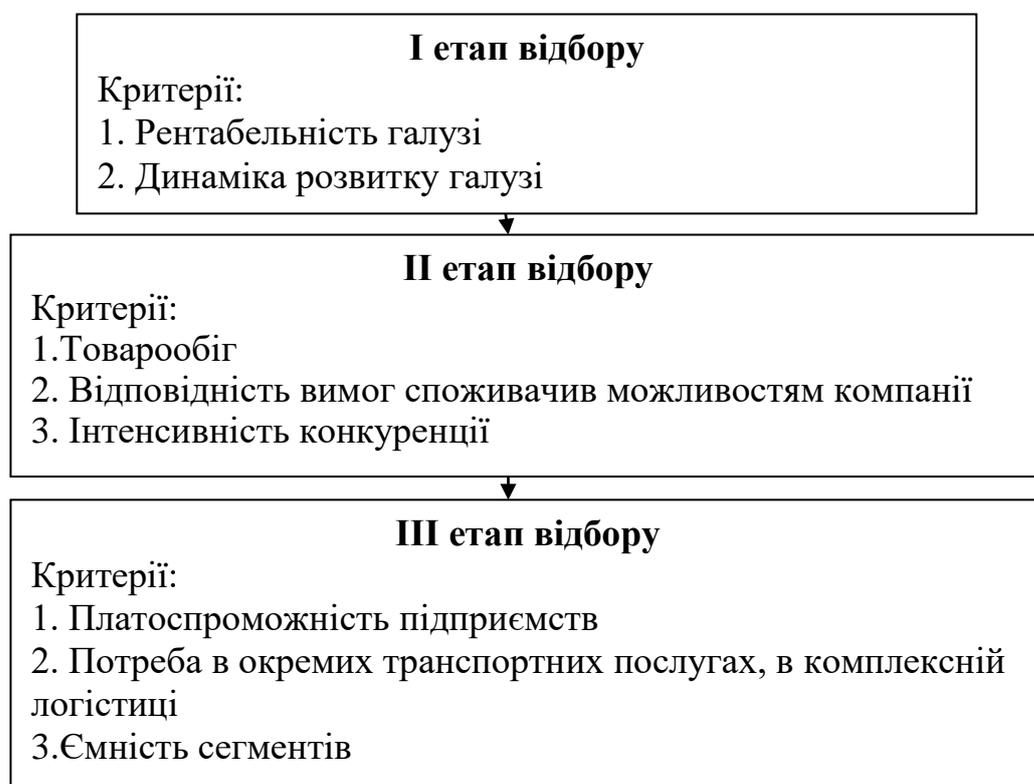 І етап відбору
Критерії:
1. Рентабельність галузі
2. Динаміка розвитку галузі
ІІ етап відбору
Критерії:
1.Товарообіг
2. Відповідність вимог споживачив можливостям компанії
3. Інтенсивність конкуренції
ІІІ етап відбору
Критерії:
1. Платоспроможність підприємств
2. Потреба в окремих транспортних послугах, в комплексній
логістиці
3.Ємність сегментів